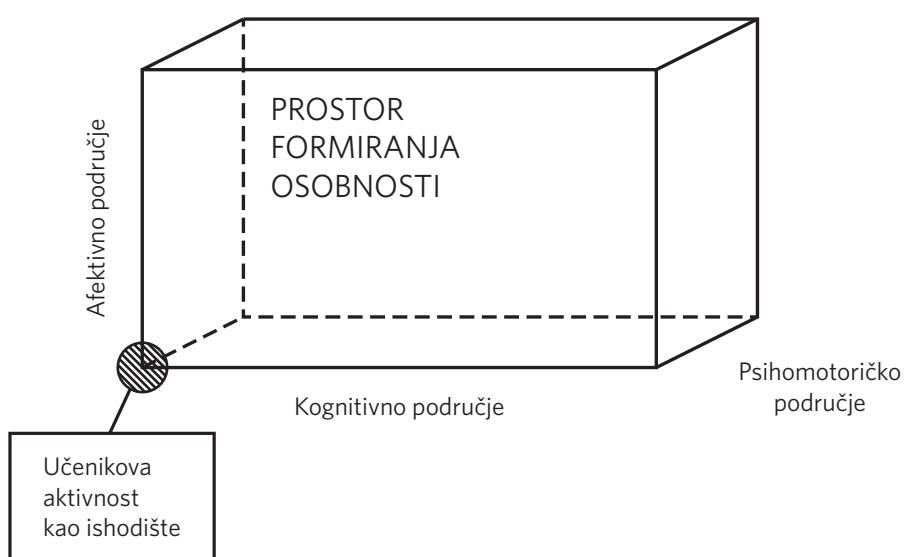 PROSTOR
FORMIRANJA
OSOBNOSTI
Afektivno područje
Psihomotoričko
područje
Kognitivno područje
Učenikova
aktivnost
kao ishodište